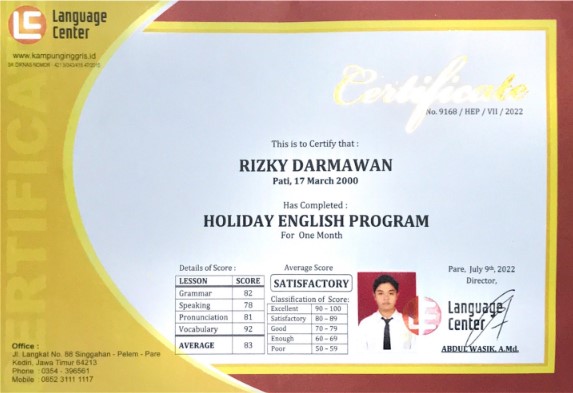 Language
Center
www.kampunginggris.id
CERTIFICA
Certificate
No. 9168 / HEP / VII / 2022
This is to Certify that :
RIZKY DARMAWAN
Pati, 17 March 2000
Has Completed :
HOLIDAY ENGLISH PROGRAM
For One Month
Details of Score :
LESSON SCORE
Grammar 82
Speaking 78
Pronunciation 81
Vocabulary 92
AVERAGE 83
Average Score
SATISFACTORY
Classification of Score:
Excellent 90 – 100
Satisfactory 80 – 89
Good 70 – 79
Enough 60 – 69
Poor 50 – 59
Pare, July 9th, 2022
Director,
Language
Center
ABDUL WASIK, A.Md.
Office :
Jl. Langkat No. 88 Singgahan - Pelem - Pare
Kediri, Jawa Timur 64213
Phone : 0354 - 396561
Mobile : 0852 3111 1117